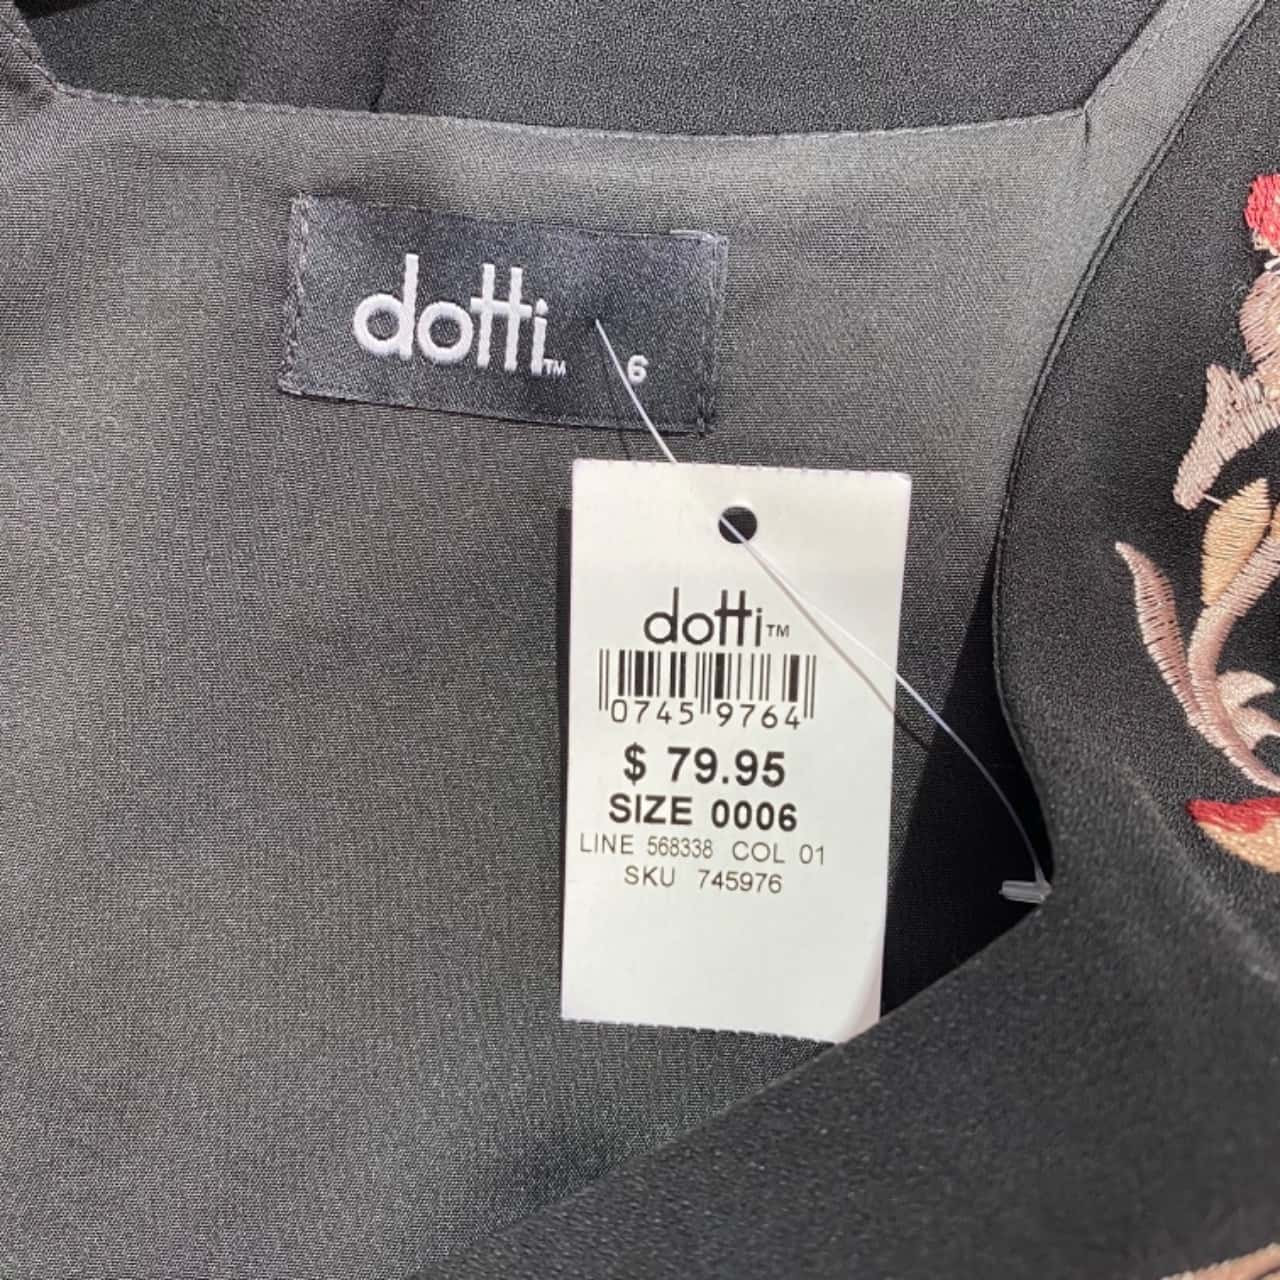 dotti™ 6
dotti™
0745 9764
$ 79.95
SIZE 0006
LINE 568338 COL 01
SKU 745976